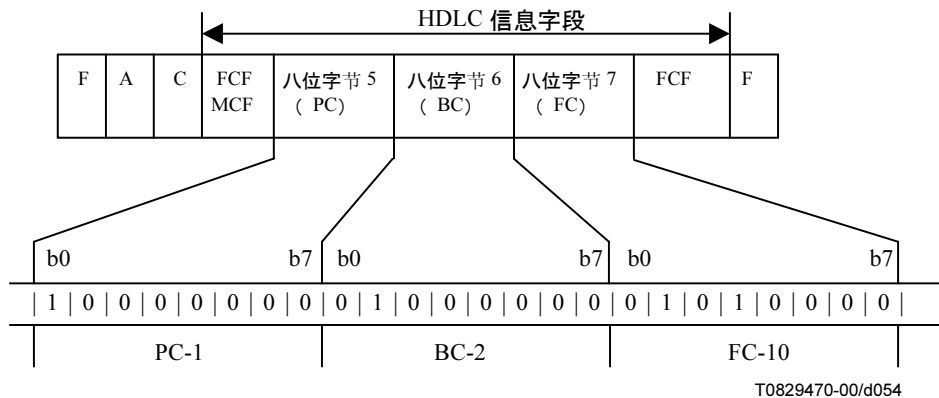 HDLC 信息字段
F A C FCF 八位字节 5 八位字节 6 八位字节 7 FCF F
MCF ( PC) ( BC) ( FC)
b0 b7 b0 b7 b0 b7
| 1 | 0 | 0 | 0 | 0 | 0 | 0 | 0 | 0 | 1 | 0 | 0 | 0 | 0 | 0 | 0 | 0 | 1 | 0 | 1 | 0 | 0 | 0 | 0 |
PC-1 BC-2 FC-10
T0829470-00/d054